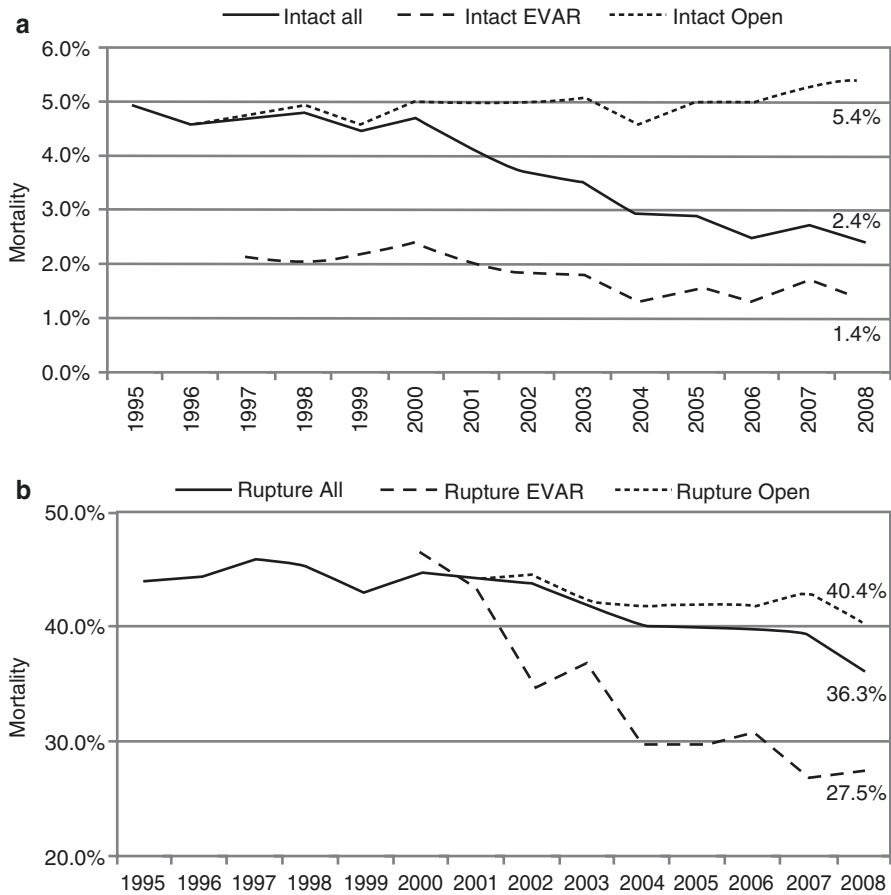 a
Intact all Intact EVAR Intact Open
6.0%
5.0%
4.0%
3.0%
2.0%
1.0%
0.0%
Mortality
5.4%
2.4%
1.4%
1995 1996 1997 1998 1999 2000 2001 2002 2003 2004 2005 2006 2007 2008
b
Rupture All Rupture EVAR Rupture Open
50.0%
40.0%
30.0%
20.0%
Mortality
40.4%
36.3%
27.5%
1995 1996 1997 1998 1999 2000 2001 2002 2003 2004 2005 2006 2007 2008